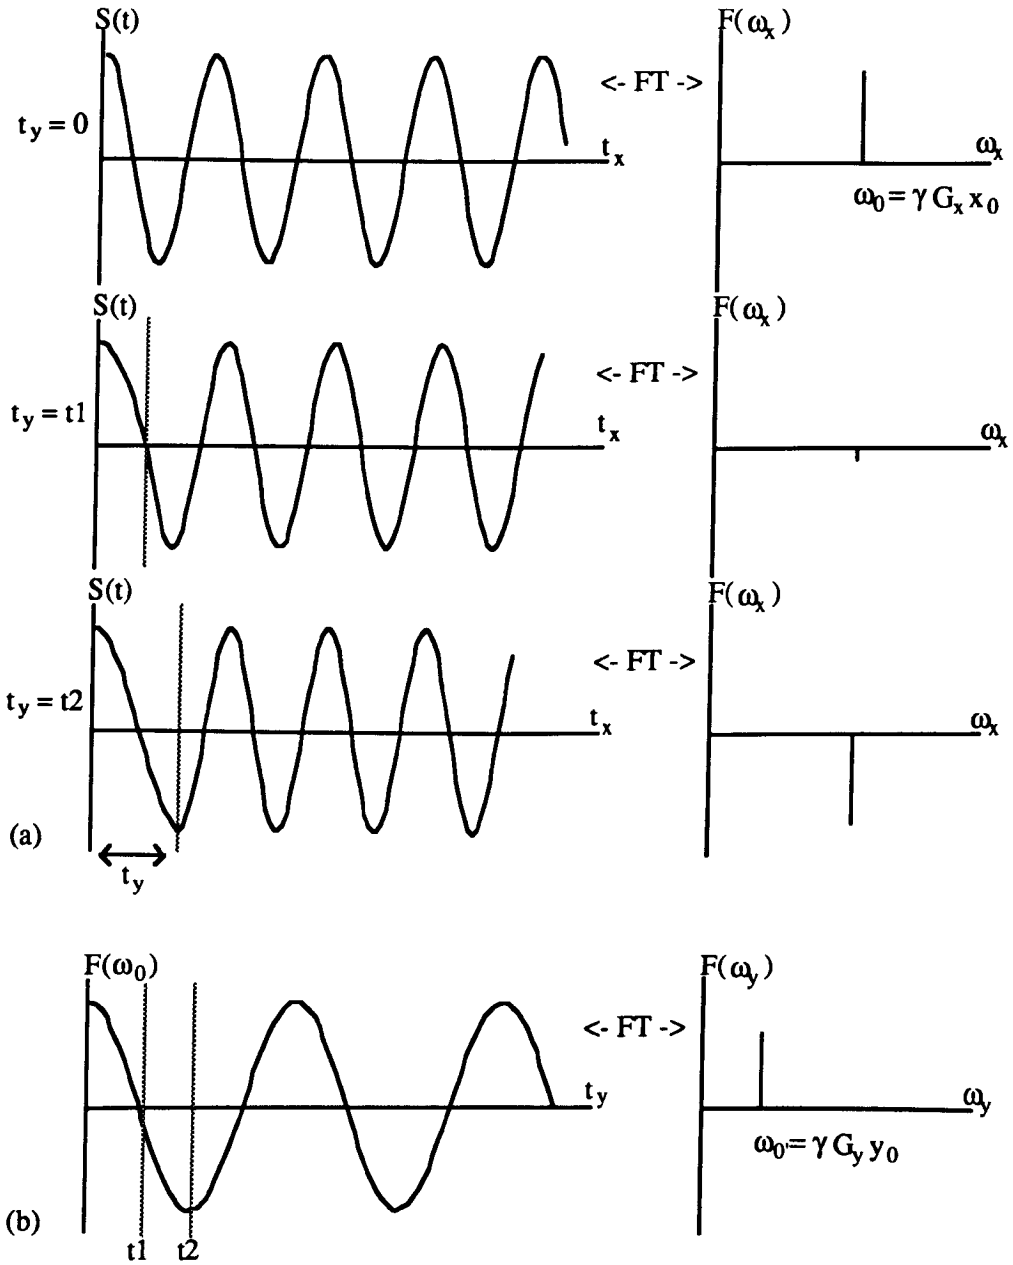 S(t) F(ωx)
<- FT ->
ty = 0 tx ωx
ω0 = γ Gx x0
S(t) F(ωx)
<- FT ->
ty = t1 tx ωx
S(t) F(ωx)
<- FT ->
ty = t2 tx ωx
(a)
ty
F(ω0) F(ωy)
<- FT ->
ty ωy
ω0'= γ Gy y0
(b)
t1 t2